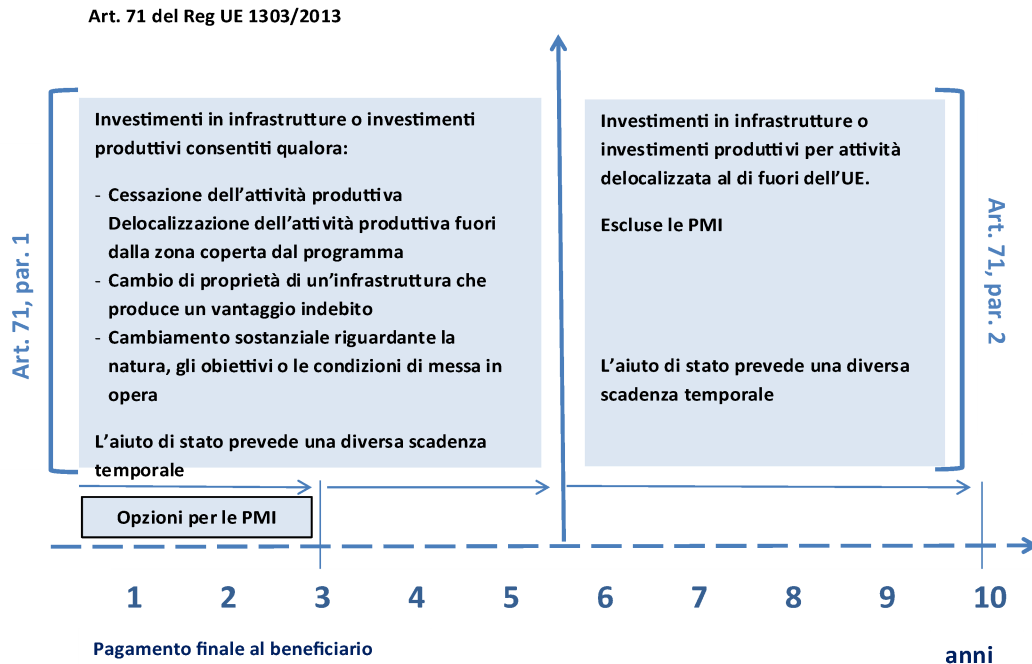 Art. 71 del Reg UE 1303/2013
Art. 71, par. 1
Investimenti in infrastrutture o investimenti
produttivi consentiti qualora:
- Cessazione dell’attività produttiva
Delocalizzazione dell’attività produttiva fuori
dalla zona coperta dal programma
- Cambio di proprietà di un’infrastruttura che
produce un vantaggio indebito
- Cambiamento sostanziale riguardante la
natura, gli obiettivi o le condizioni di messa in
opera
L’aiuto di stato prevede una diversa scadenza
temporale
Investimenti in infrastrutture o
investimenti produttivi per attività
delocalizzata al di fuori dell’UE.
Escluse le PMI
L’aiuto di stato prevede una diversa
scadenza temporale
Art. 71, par. 2
Opzioni per le PMI
1 2 3 4 5 6 7 8 9 10
Pagamento finale al beneficiario
anni